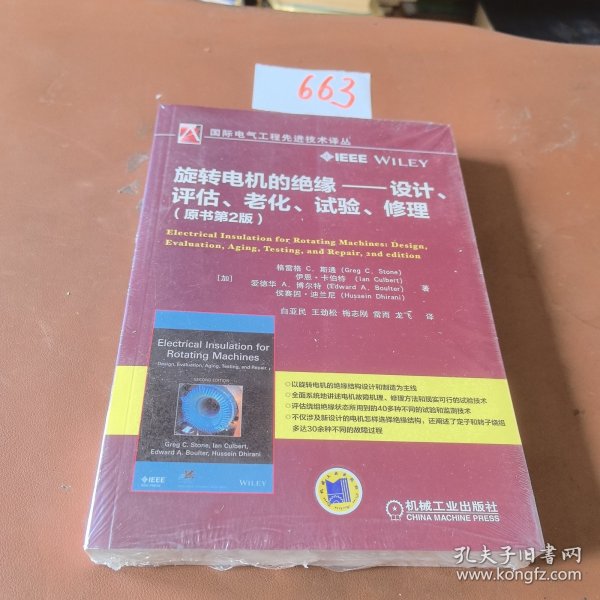 663
国际电气工程先进技术译丛
IEEE WILEY
旋转电机的绝缘——设计、
评估、老化、试验、修理
（原书第2版）
Electrical Insulation for Rotating Machines: Design,
Evaluation, Aging, Testing, and Repair, 2nd edition
格雷格 C. 斯通 (Greg C. Stone)
[加] 伊恩·卡伯特 (Ian Culbert) 著
爱德华 A. 博尔特 (Edward A. Boulter)
侯赛因·迪兰尼 (Hussein Dhirani)
白亚民 王劲松 梅志刚 雷雨 龙飞 译
Electrical Insulation for
Rotating Machines
Design, Evaluation, Aging, Testing, and Repair
SECOND EDITION
Greg C. Stone, Ian Culbert,
Edward A. Boulter, Hussein Dhirani
IEEE
IEEE PRESS
WILEY
○以旋转电机的绝缘结构设计和制造为主线
○全面系统地讲述电机故障机理、修理方法和现实可行的试验技术
○评估绕组绝缘状态所用到的40多种不同的试验和监测技术
○不仅涉及新设计的电机怎样选择绝缘结构，还阐述了定子和转子绕组
多达30余种不同的故障过程
机械工业出版社
CHINA MACHINE PRESS
孔夫子旧书网
www.kongfz.com